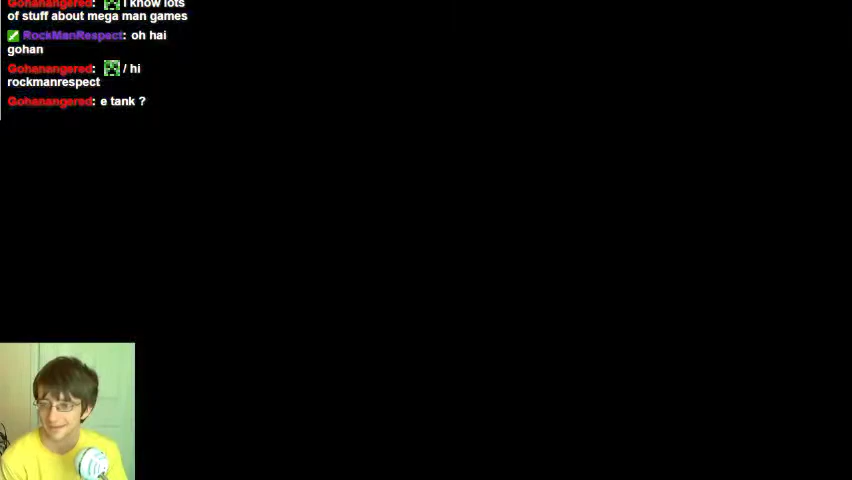 Gohanangered: I know lots
of stuff about mega man games
RockManRespect: oh hai
gohan
Gohanangered: / hi
rockmanrespect
Gohanangered: e tank ?